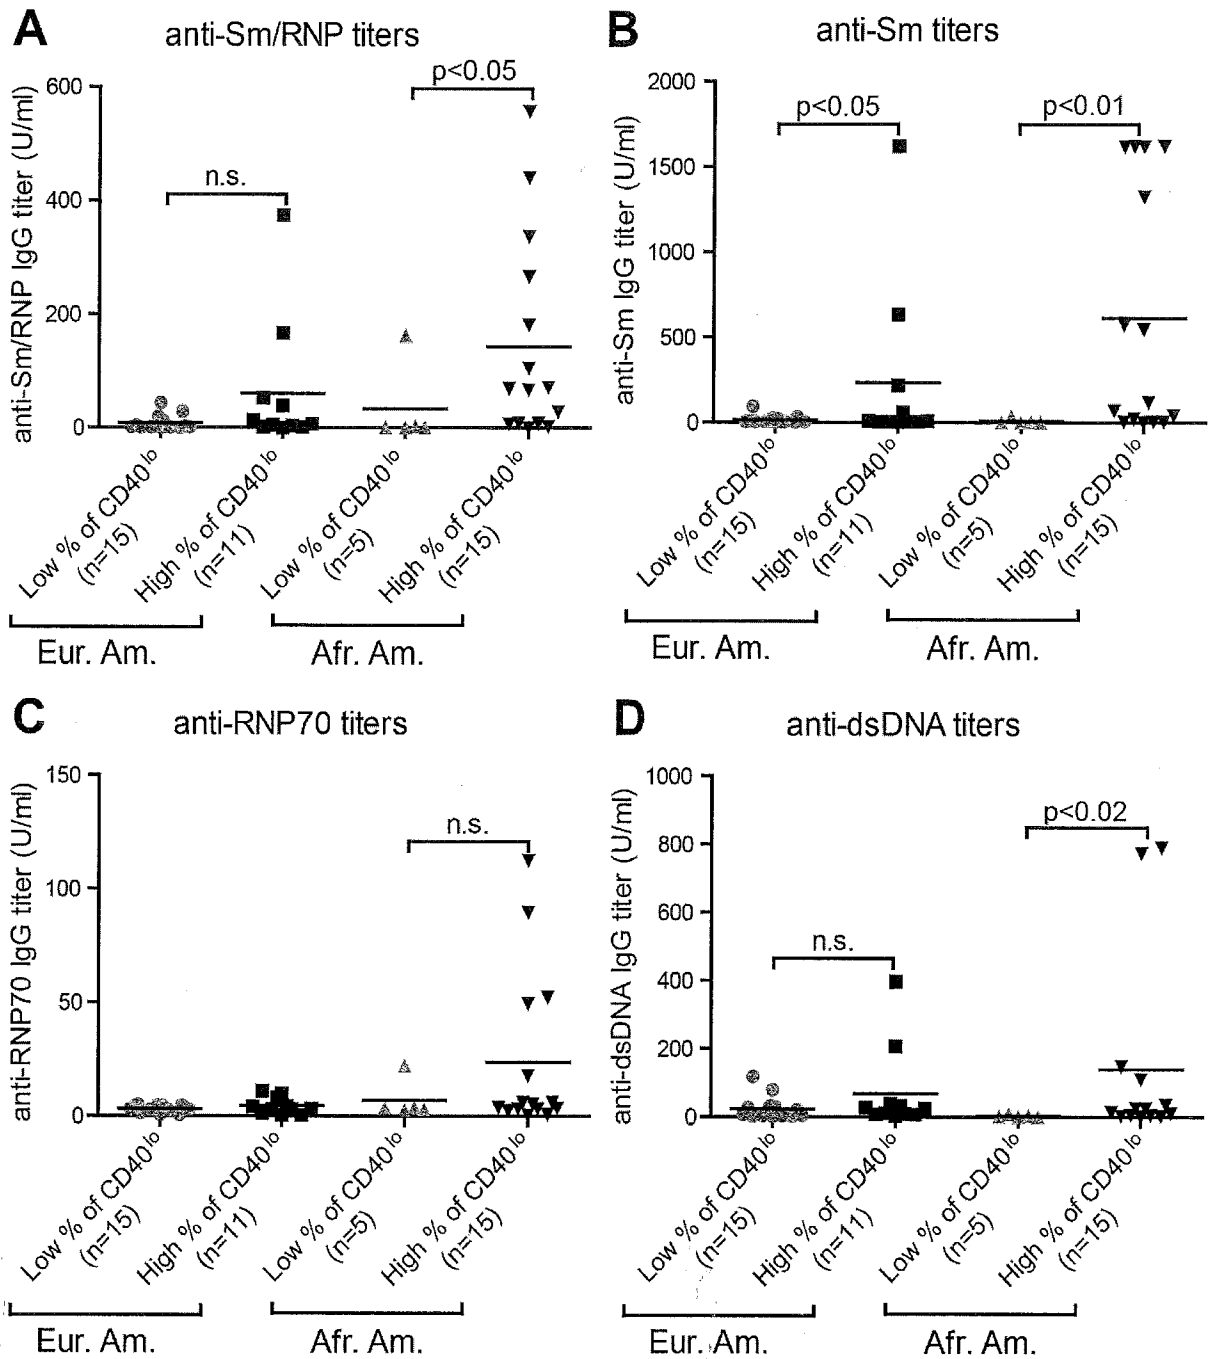 A
anti-Sm/RNP titers
anti-Sm/RNP IgG titer (U/ml)
600
400
200
0
n.s.
p<0.05
Low % of CD40lo
(n=15)
High % of CD40lo
(n=11)
Low % of CD40lo
(n=5)
High % of CD40lo
(n=15)
Eur. Am.
Afr. Am.
B
anti-Sm titers
anti-Sm IgG titer (U/ml)
2000
1500
1000
500
0
p<0.05
p<0.01
Low % of CD40lo
(n=15)
High % of CD40lo
(n=11)
Low % of CD40lo
(n=5)
High % of CD40lo
(n=15)
Eur. Am.
Afr. Am.
C
anti-RNP70 titers
anti-RNP70 IgG titer (U/ml)
150
100
50
0
n.s.
Low % of CD40lo
(n=15)
High % of CD40lo
(n=11)
Low % of CD40lo
(n=5)
High % of CD40lo
(n=15)
Eur. Am.
Afr. Am.
D
anti-dsDNA titers
anti-dsDNA IgG titer (U/ml)
1000
800
600
400
200
0
n.s.
p<0.02
Low % of CD40lo
(n=15)
High % of CD40lo
(n=11)
Low % of CD40lo
(n=5)
High % of CD40lo
(n=15)
Eur. Am.
Afr. Am.